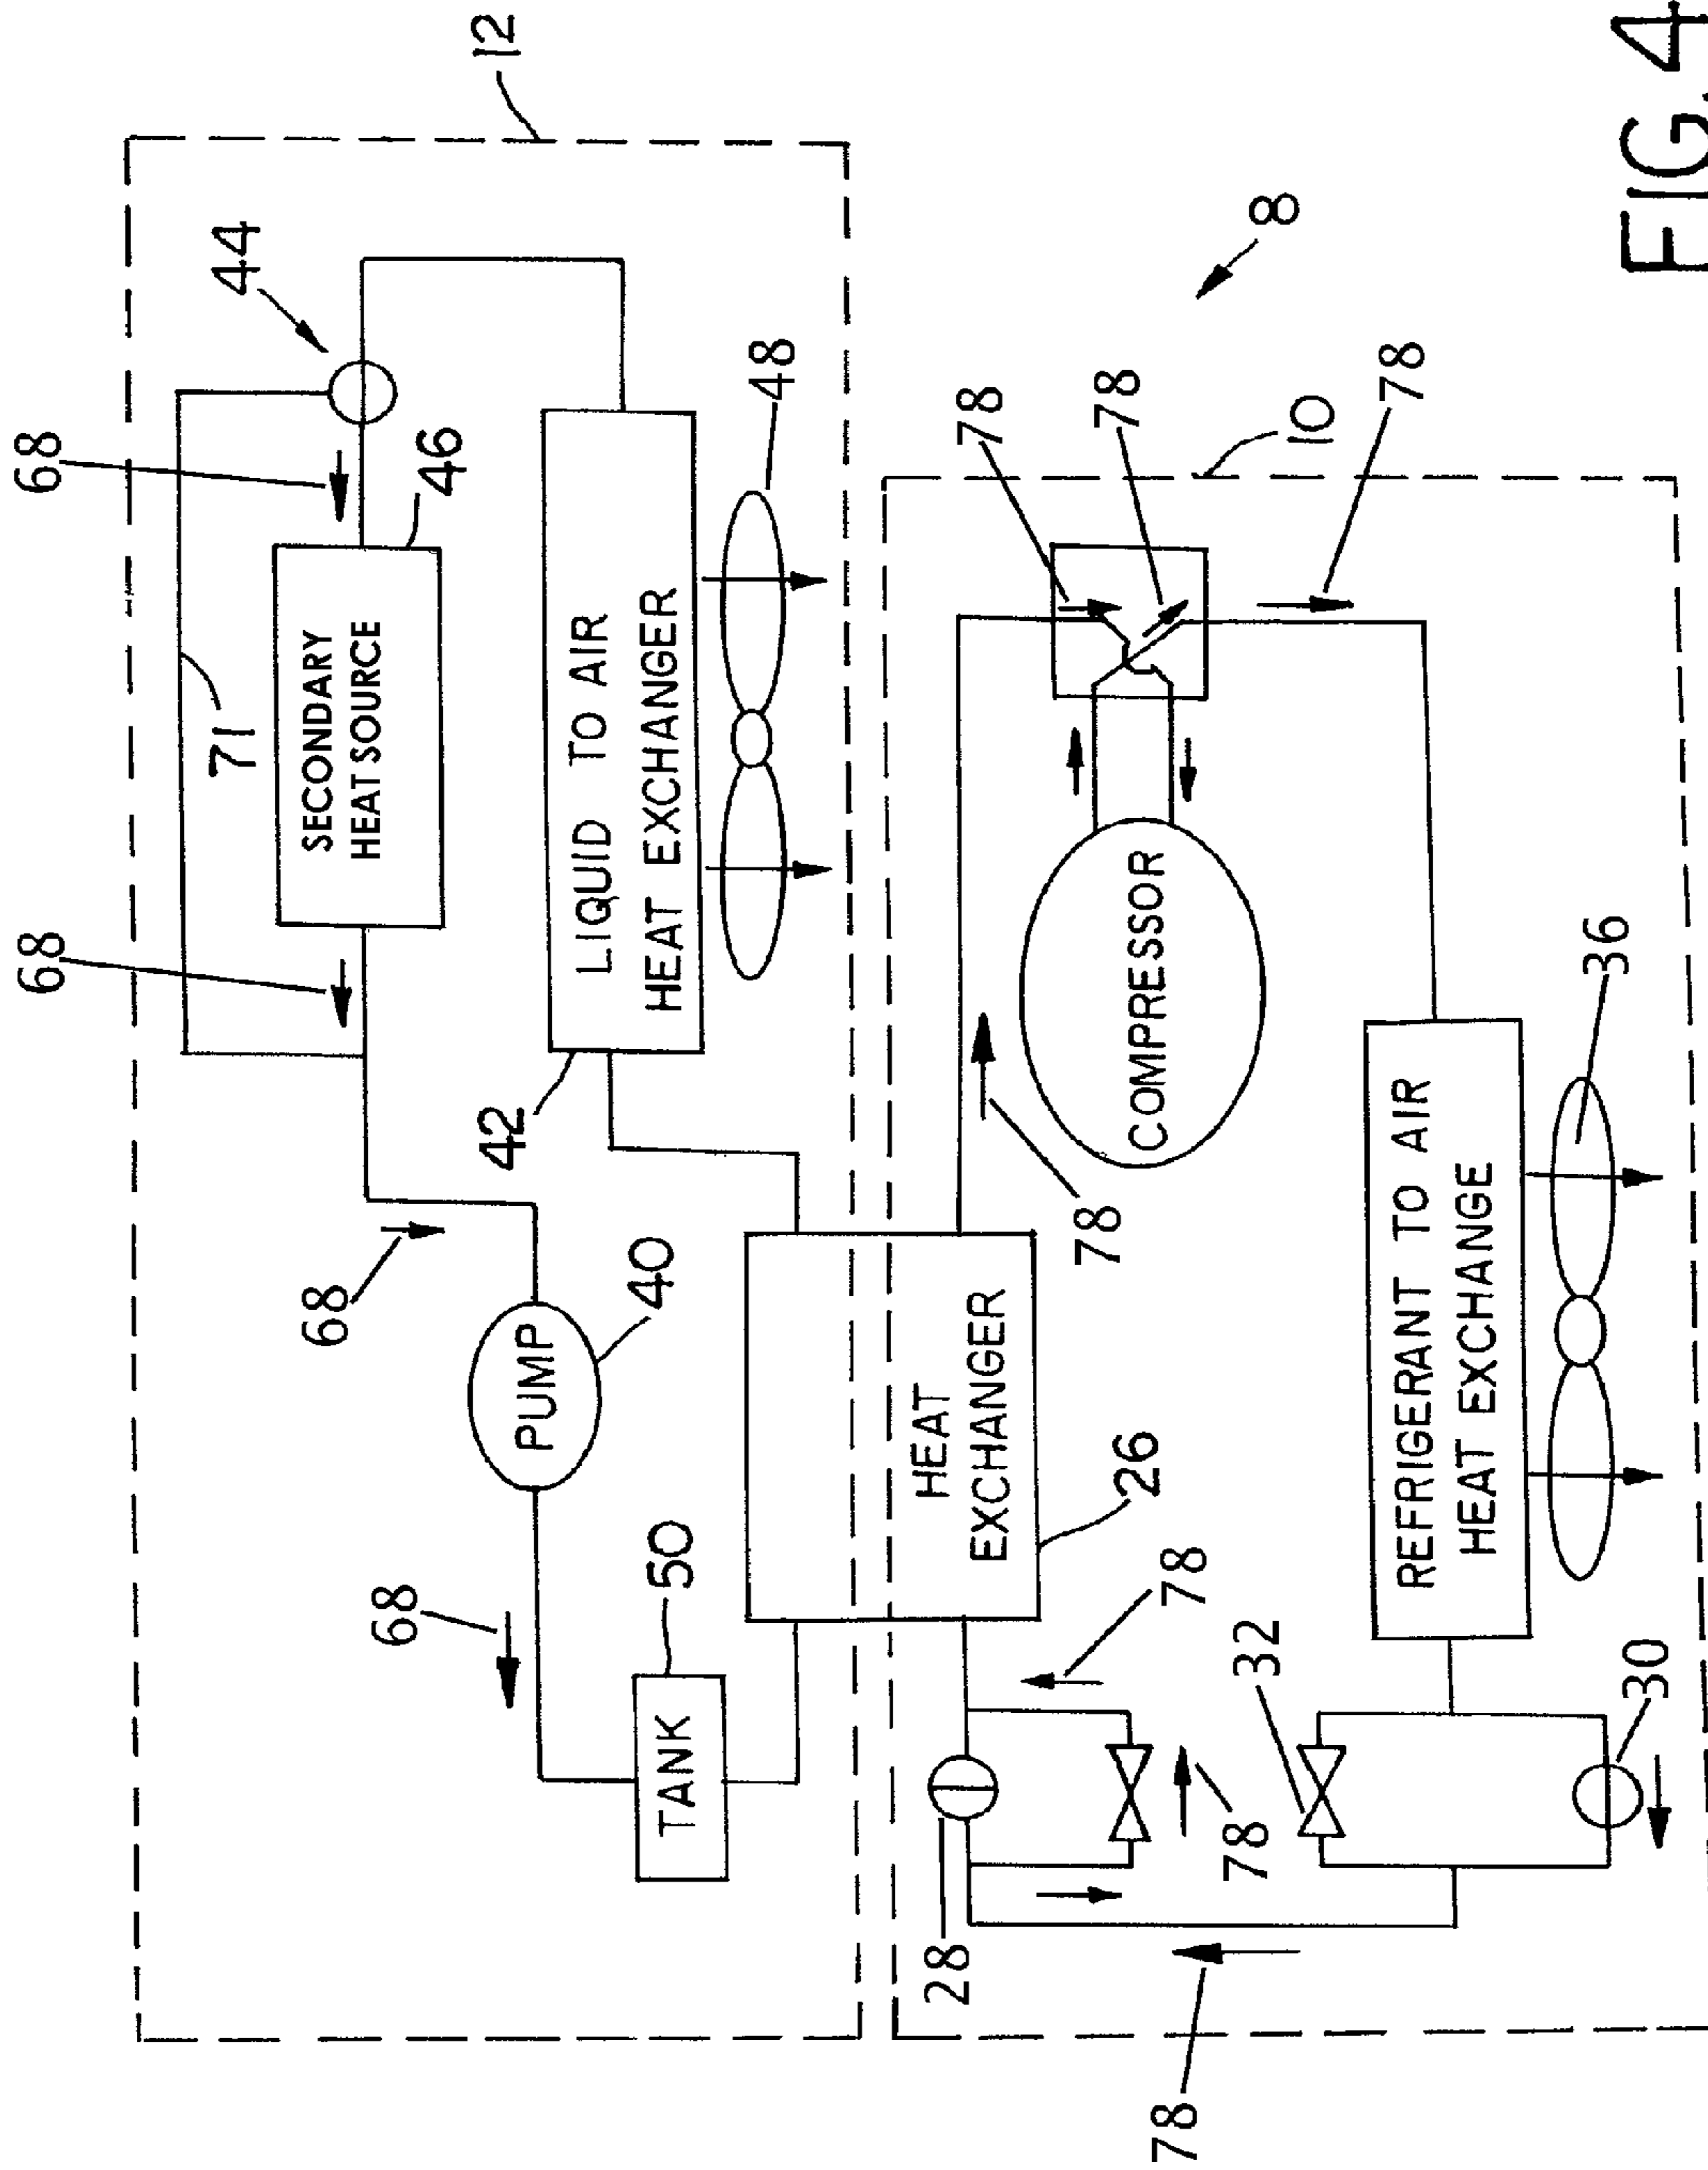 12
44
68
46
SECONDARY
HEAT SOURCE
71
68
LIQUID TO AIR
HEAT EXCHANGER
48
42
68
PUMP
40
68
TANK
50
HEAT
EXCHANGER
26
8
10
78
78
78
COMPRESSOR
78
78
28
78
78
32
30
REFRIGERANT TO AIR
HEAT EXCHANGE
36
FIG. 4